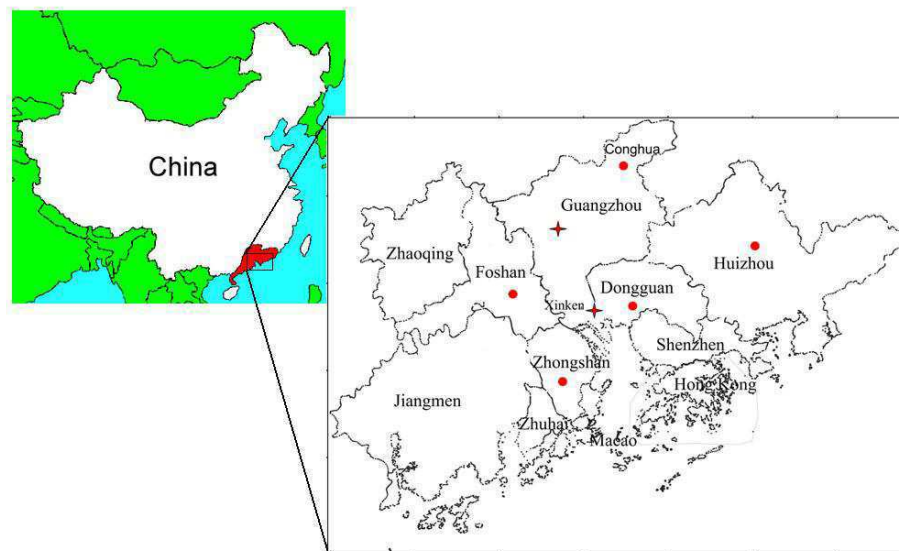 China
Conghua
Guangzhou
Zhaoqing
Foshan
Huizhou
Dongguan
Xinken
Shenzhen
Zhongshan
Hong Kong
Jiangmen
Zhuhai
Macao